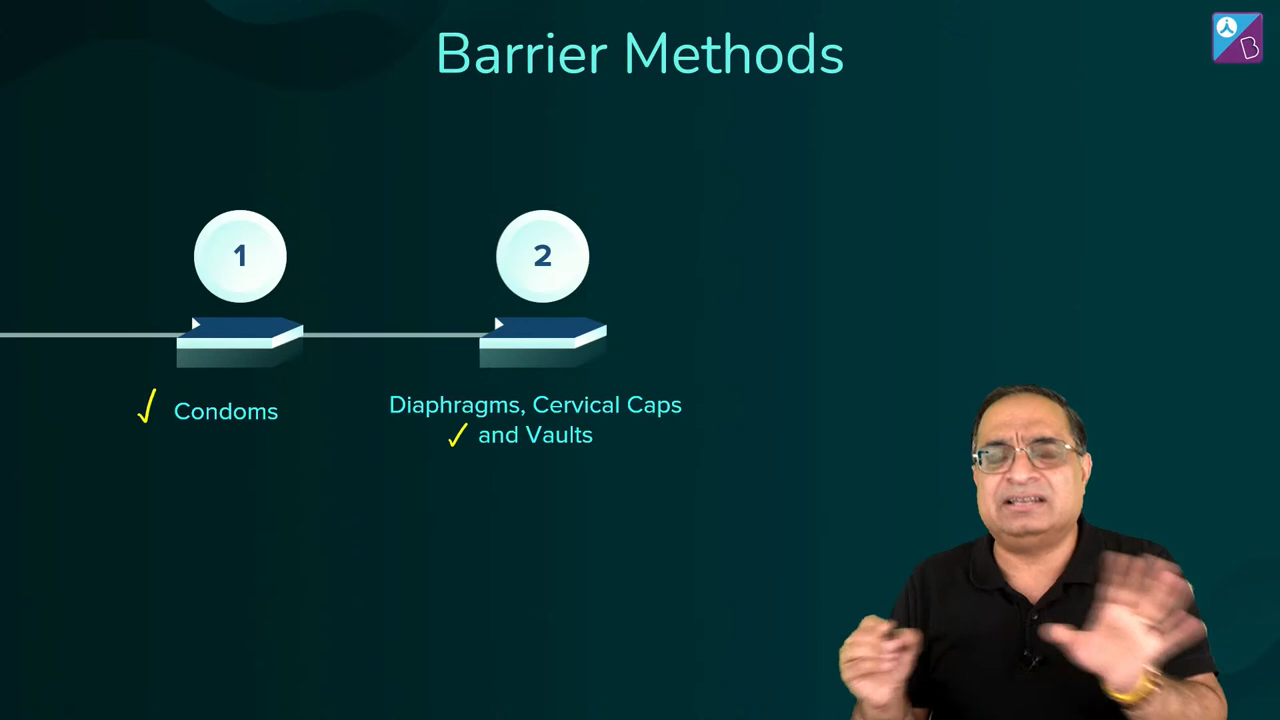 Barrier Methods
B
1
2
Condoms
Diaphragms, Cervical Caps
and Vaults